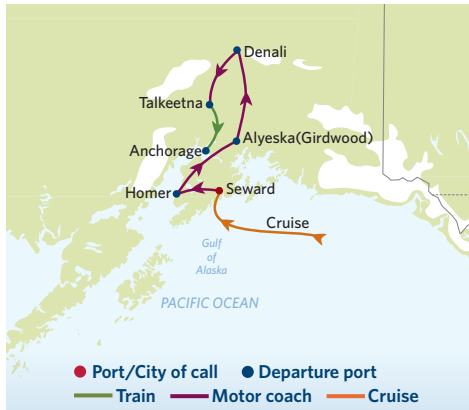 Denali
Talkeetna
Alyeska(Girdwood)
Anchorage
Homer
Seward
Cruise
Gulf
of
Alaska
PACIFIC OCEAN
Port/City of call
Departure port
Train
Motor coach
Cruise